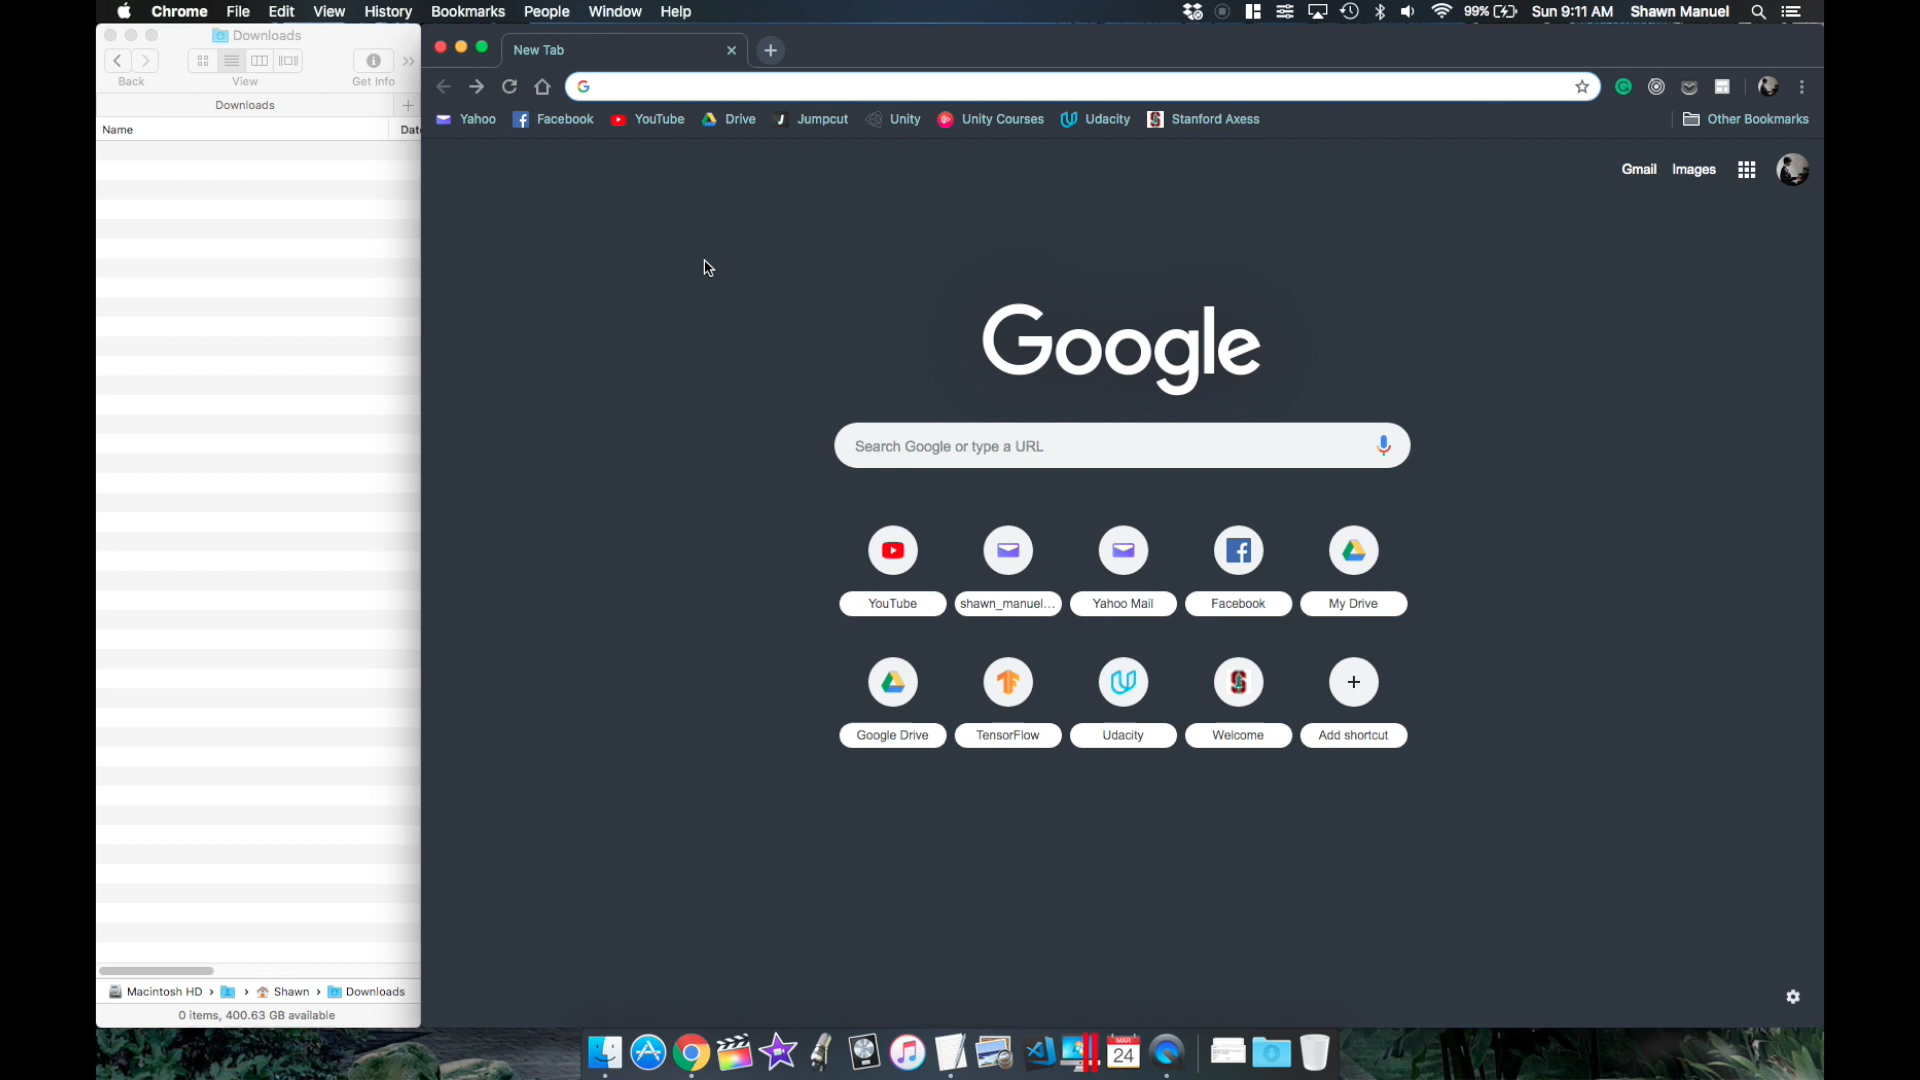 Chrome File Edit View History Bookmarks People Window Help
99% Sun 9:11 AM Shawn Manuel
Downloads
Back View Get Info
Downloads
Name Dat
Macintosh HD › › Shawn › Downloads
0 items, 400.63 GB available
New Tab
Yahoo Facebook YouTube Drive Jumpcut Unity Unity Courses Udacity Stanford Axess Other Bookmarks
Gmail Images
Google
Search Google or type a URL
YouTube shawn_manuel... Yahoo Mail Facebook My Drive
Google Drive TensorFlow Udacity Welcome Add shortcut
MAR
24